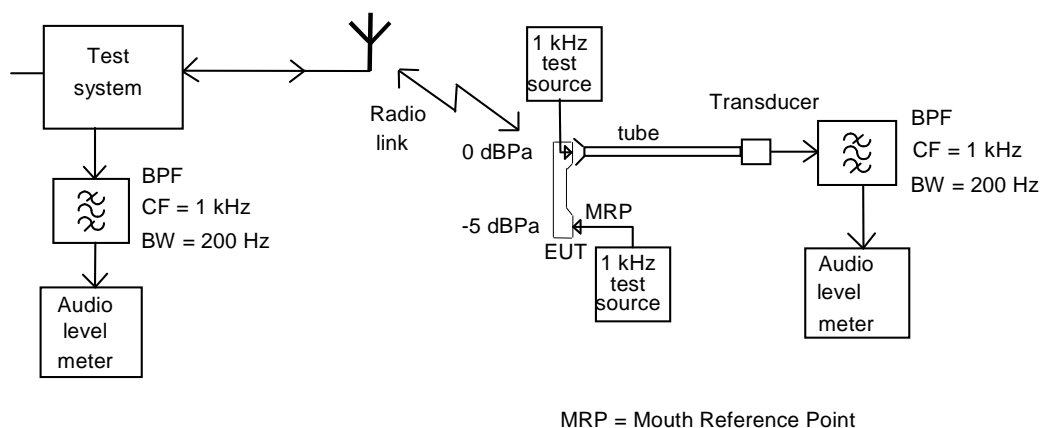 Test
system
BPF
CF = 1 kHz
BW = 200 Hz
Audio
level
meter
Radio
link
1 kHz
test
source
0 dBPa
tube
Transducer
BPF
CF = 1 kHz
BW = 200 Hz
-5 dBPa
MRP
EUT
1 kHz
test
source
Audio
level
meter
MRP = Mouth Reference Point